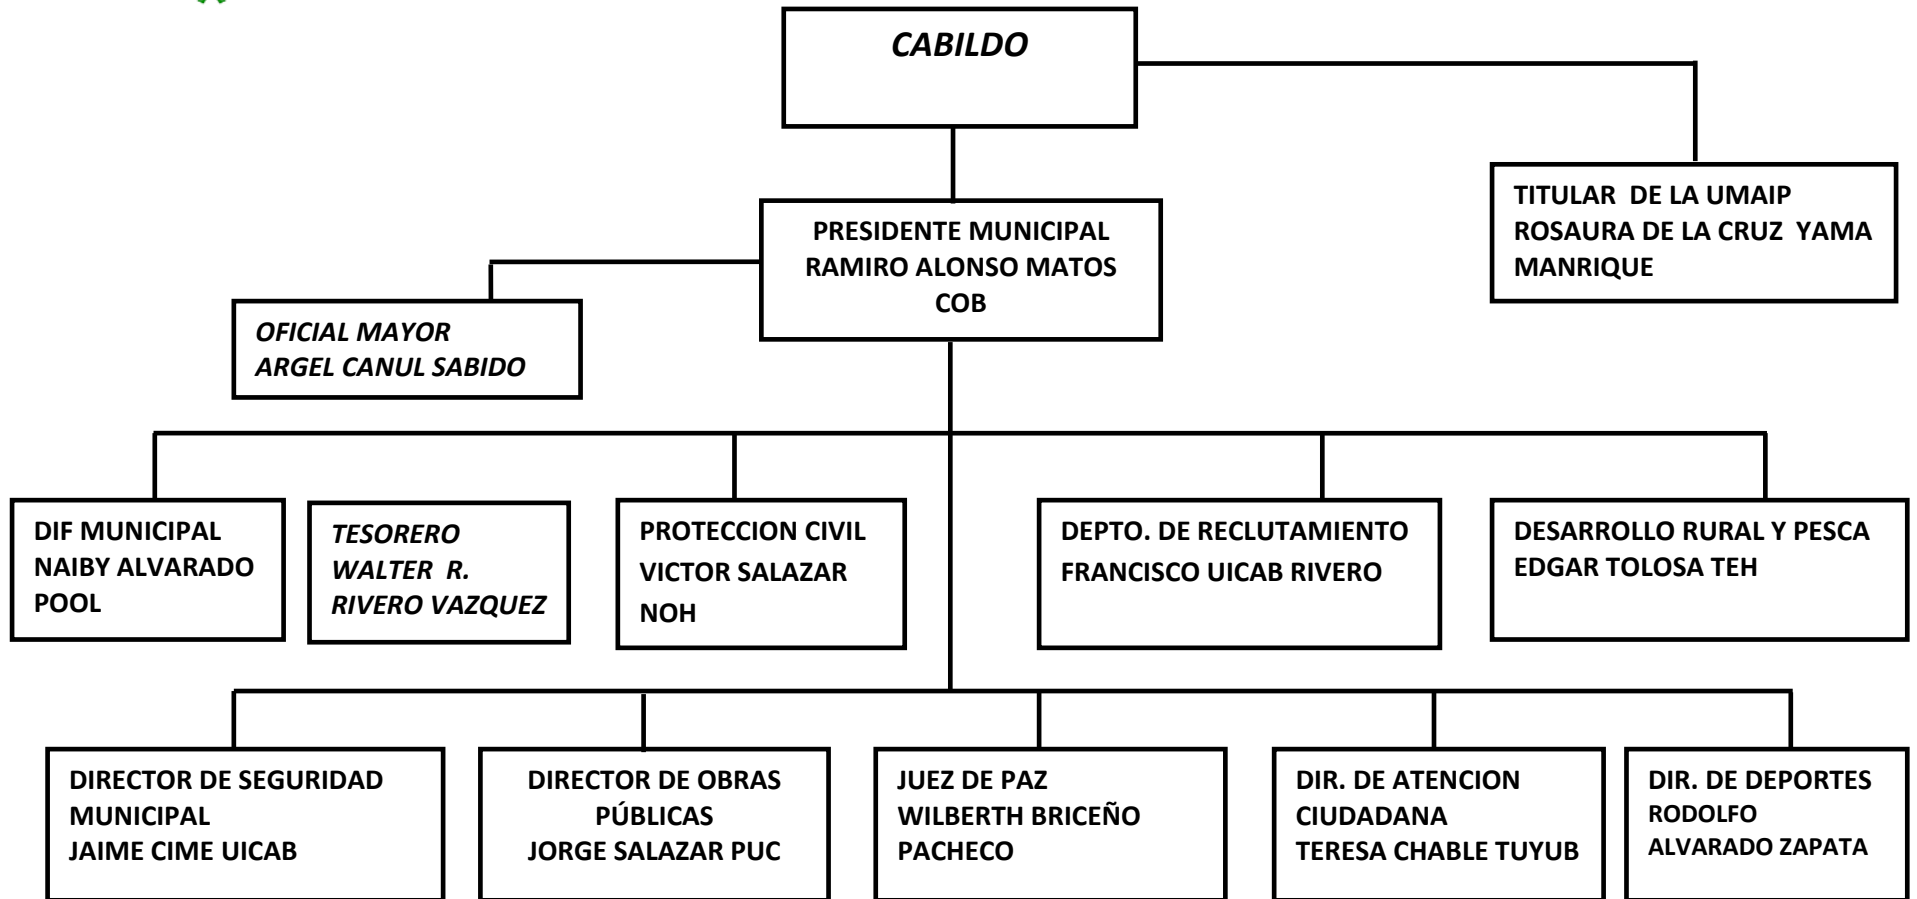 CABILDO
TITULAR DE LA UMAIP
ROSAURA DE LA CRUZ YAMA
MANRIQUE
PRESIDENTE MUNICIPAL
RAMIRO ALONSO MATOS
COB
OFICIAL MAYOR
ARGEL CANUL SABIDO
DIF MUNICIPAL
NAIBY ALVARADO
POOL
TESORERO
WALTER R.
RIVERO VAZQUEZ
PROTECCION CIVIL
VICTOR SALAZAR
NOH
DEPTO. DE RECLUTAMIENTO
FRANCISCO UICAB RIVERO
DESARROLLO RURAL Y PESCA
EDGAR TOLOSA TEH
DIRECTOR DE SEGURIDAD
MUNICIPAL
JAIME CIME UICAB
DIRECTOR DE OBRAS
PÚBLICAS
JORGE SALAZAR PUC
JUEZ DE PAZ
WILBERTH BRICEÑO
PACHECO
DIR. DE ATENCION
CIUDADANA
TERESA CHABLE TUYUB
DIR. DE DEPORTES
RODOLFO
ALVARADO ZAPATA